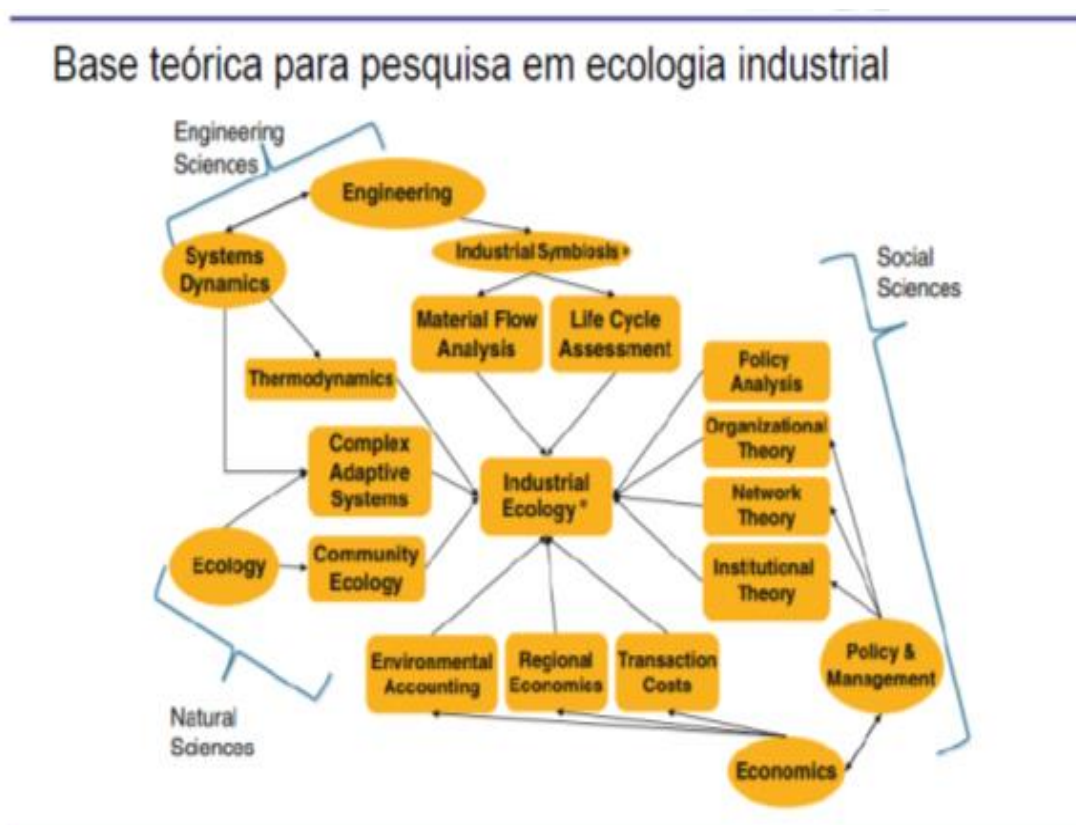 Base teórica para pesquisa em ecologia industrial
Engineering
Sciences
Engineering
Systems
Dynamics
Industrial Symbiosis*
Social
Sciences
Material Flow
Analysis
Life Cycle
Assessment
Policy
Analysis
Thermodynamics
Organizational
Theory
Complex
Adaptive
Systems
Industrial
Ecology*
Network
Theory
Ecology
Community
Ecology
Institutional
Theory
Environmental
Accounting
Regional
Economics
Transaction
Costs
Policy &
Management
Natural
Sciences
Economics